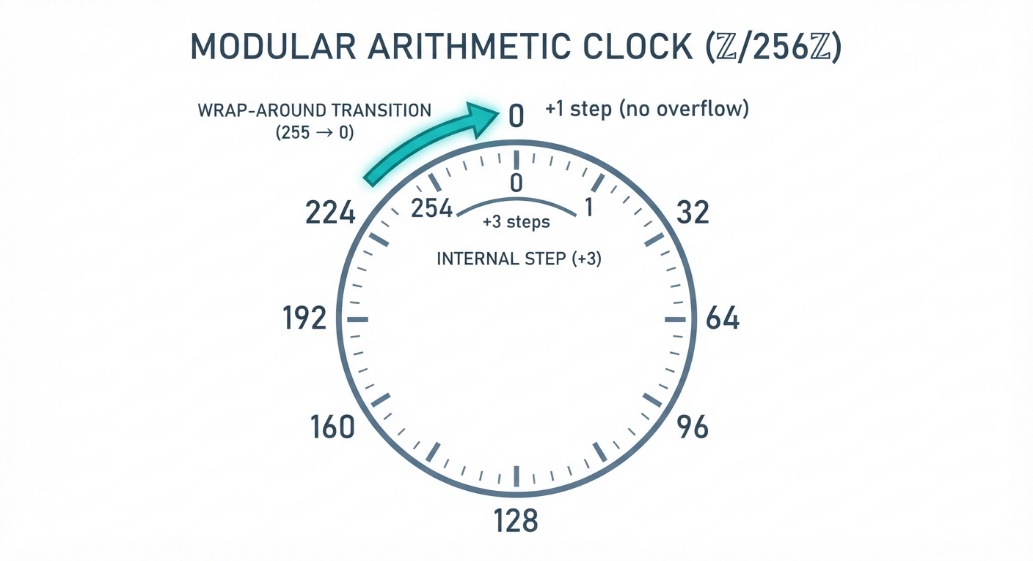 MODULAR ARITHMETIC CLOCK (ℤ/256ℤ)
WRAP-AROUND TRANSITION
(255 → 0)
0
+1 step (no overflow)
0
254
1
+3 steps
INTERNAL STEP (+3)
224
32
192
64
160
96
128